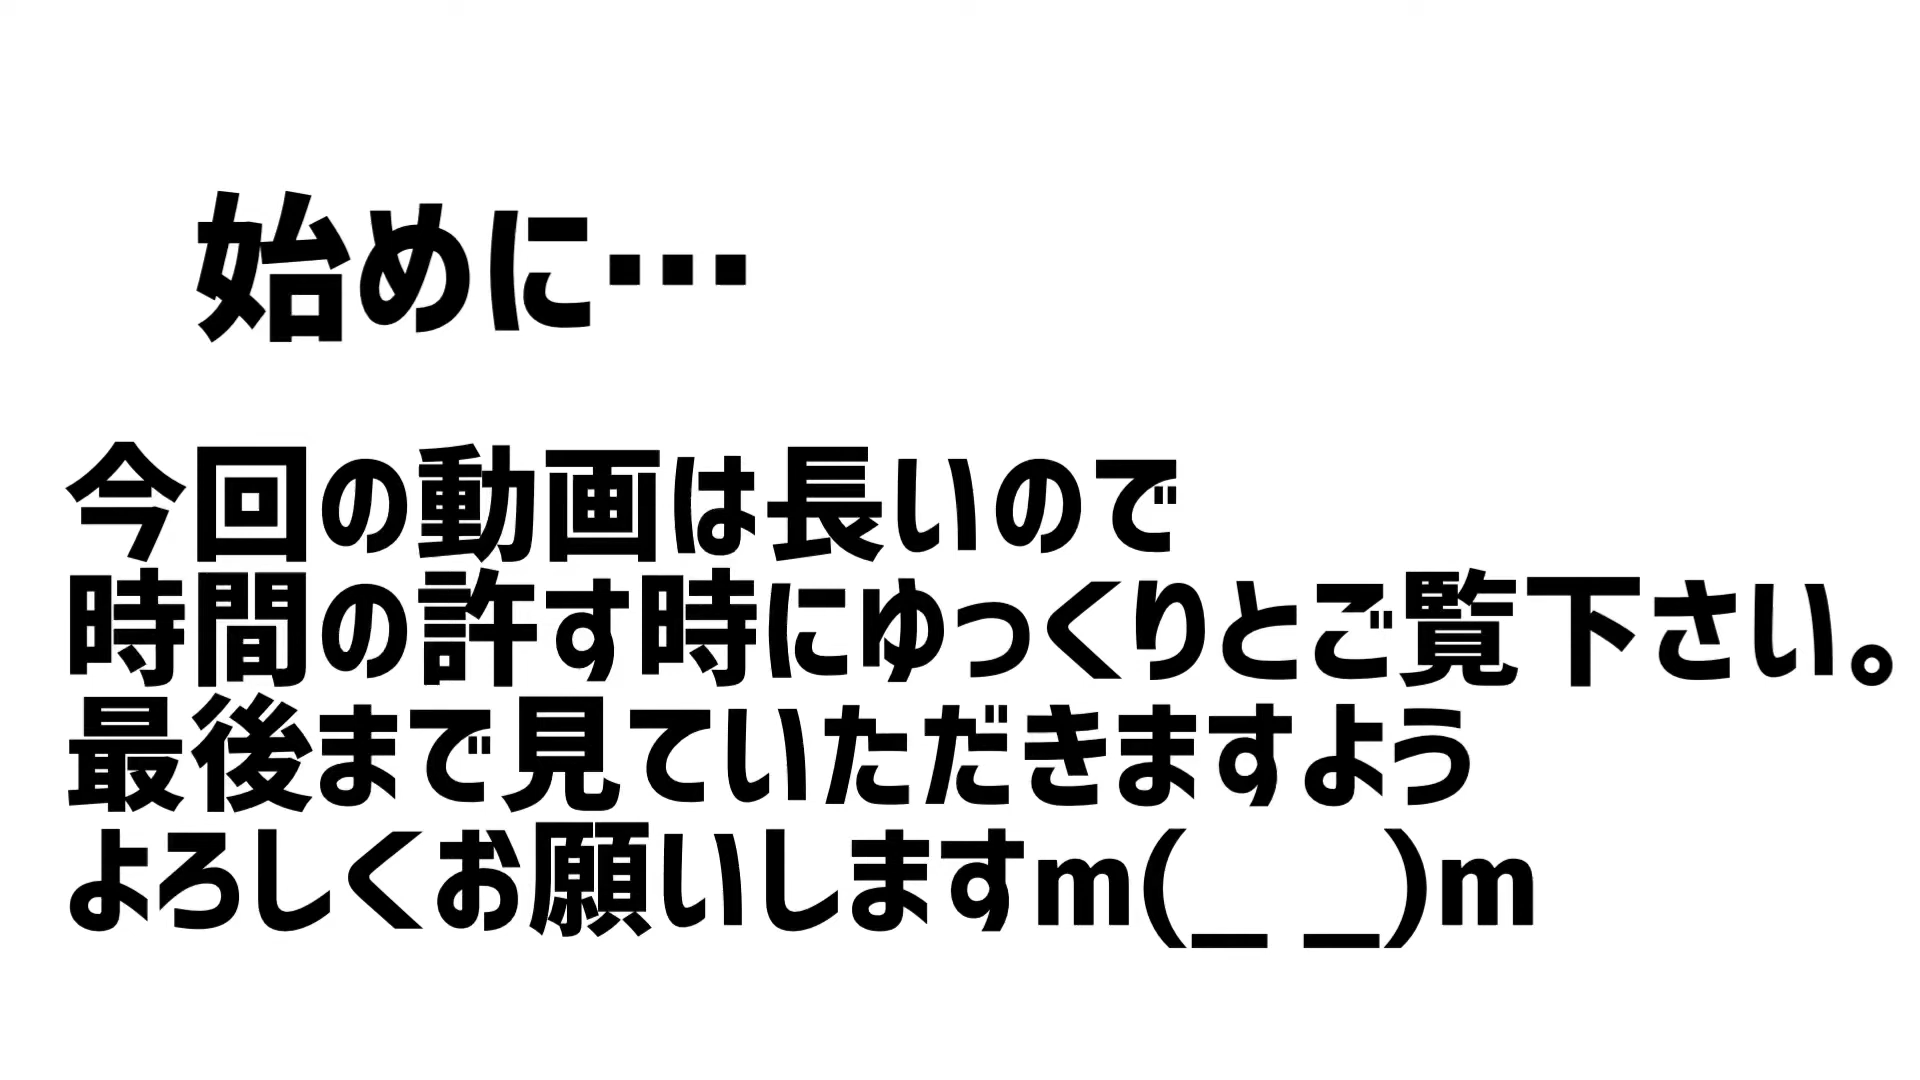 始めに…
今回の動画は長いので
時間の許す時にゆっくりとご覧下さい。
最後まで見ていただきますよう
よろしくお願いしますm(_ _)m